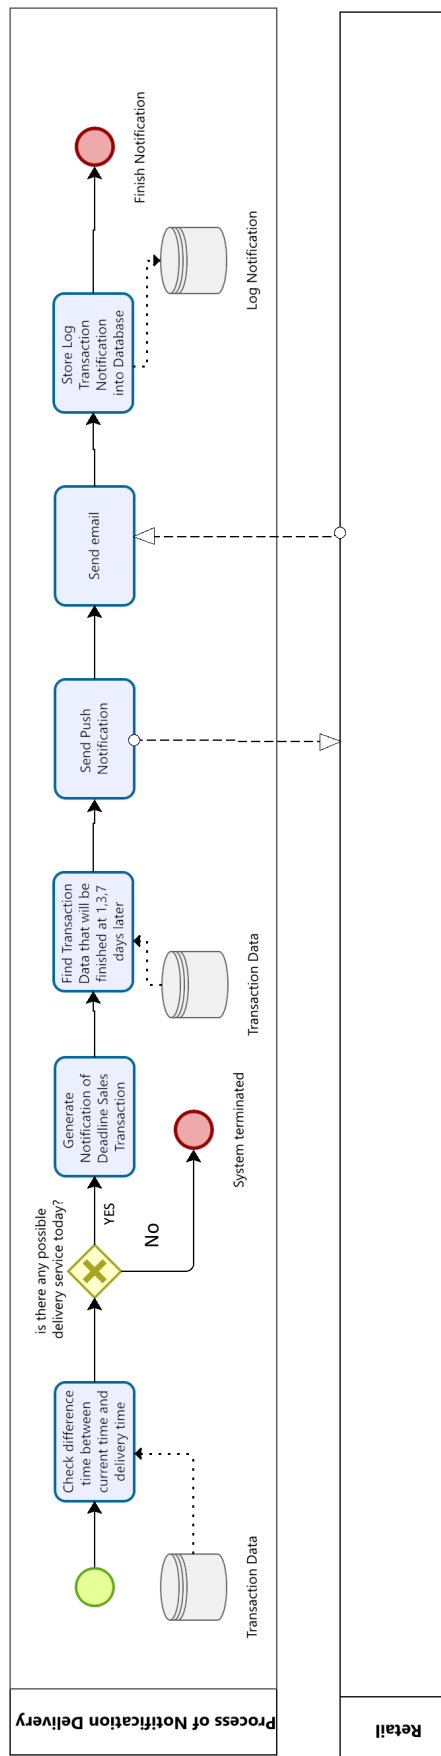 Process of Notification Delivery
Transaction Data
Check difference
time between
current time and
delivery time
is there any possible
delivery service today?
YES
No
System terminated
Generate
Notification of
Deadline Sales
Transaction
Transaction Data
Find Transaction
Data that will be
finished at 1,3,7
days later
Send Push
Notification
Send email
Store Log
Transaction
Notification
into Database
Log Notification
Finish Notification
Retail